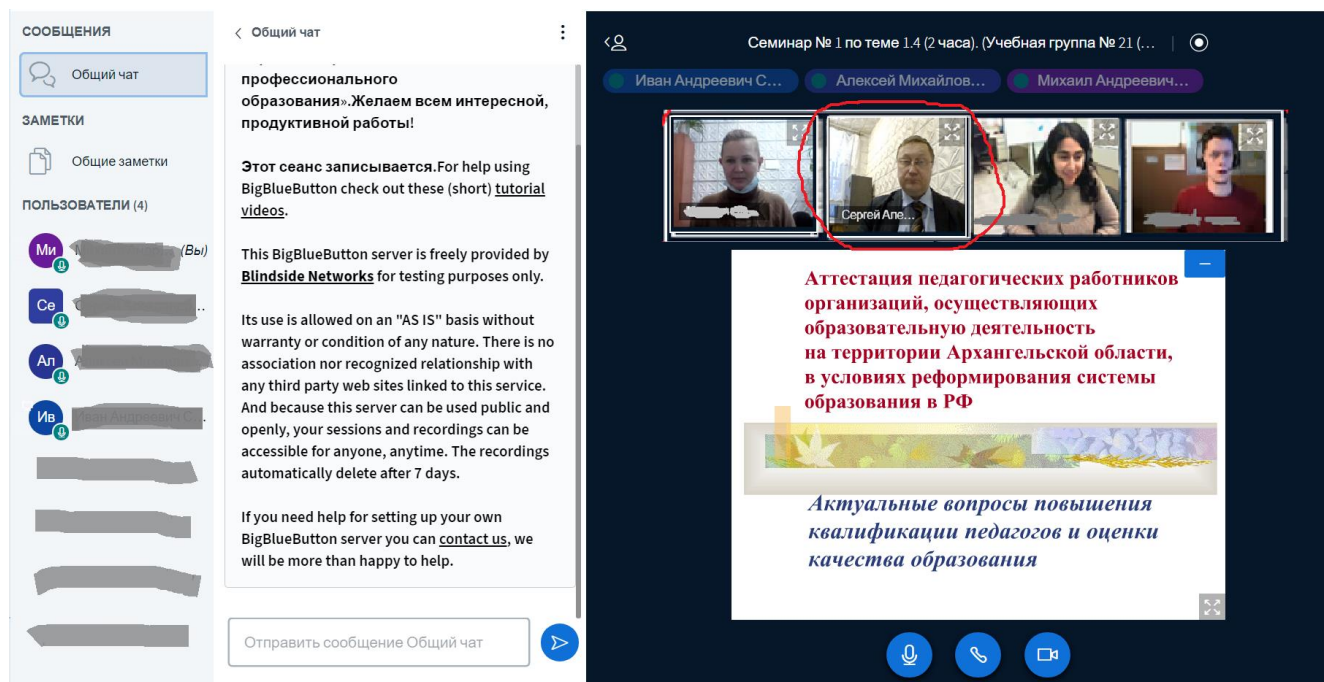 СООБЩЕНИЯ
Общий чат
ЗАМЕТКИ
Общие заметки
ПОЛЬЗОВАТЕЛИ (4)
Ми
(Вы)
Се
..
Ал
Ив
Иван Андреевич С...
Общий чат
профессионального
образования».Желаем всем интересной,
продуктивной работы!
Этот сеанс записывается.For help using
BigBlueButton check out these (short) tutorial
videos.
This BigBlueButton server is freely provided by
Blindside Networks for testing purposes only.
Its use is allowed on an "AS IS" basis without
warranty or condition of any nature. There is no
association nor recognized relationship with
any third party web sites linked to this service.
And because this server can be used public and
openly, your sessions and recordings can be
accessible for anyone, anytime. The recordings
automatically delete after 7 days.
If you need help for setting up your own
BigBlueButton server you can contact us, we
will be more than happy to help.
Отправить сообщение Общий чат
Семинар № 1 по теме 1.4 (2 часа). (Учебная группа № 21 (...
Иван Андреевич С...
Алексей Михайлов...
Михаил Андреевич...
Сергей Але...
Аттестация педагогических работников
организаций, осуществляющих
образовательную деятельность
на территории Архангельской области,
в условиях реформирования системы
образования в РФ
Актуальные вопросы повышения
квалификации педагогов и оценки
качества образования